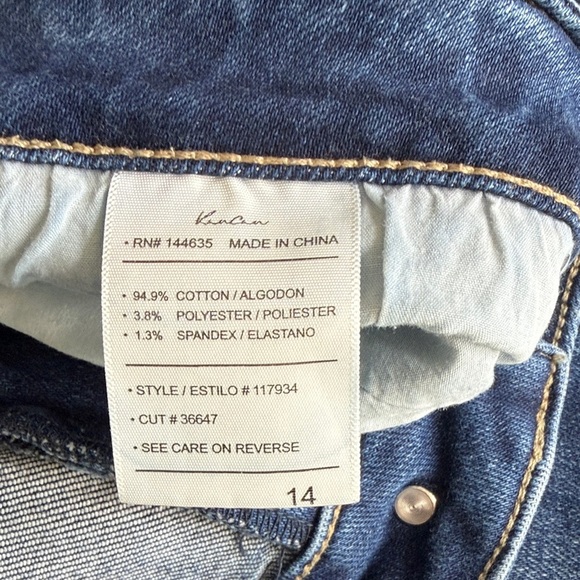 KanCan
• RN# 144635 MADE IN CHINA
• 94.9% COTTON / ALGODON
• 3.8% POLYESTER / POLIESTER
• 1.3% SPANDEX / ELASTANO
• STYLE / ESTILO # 117934
• CUT # 36647
• SEE CARE ON REVERSE
14